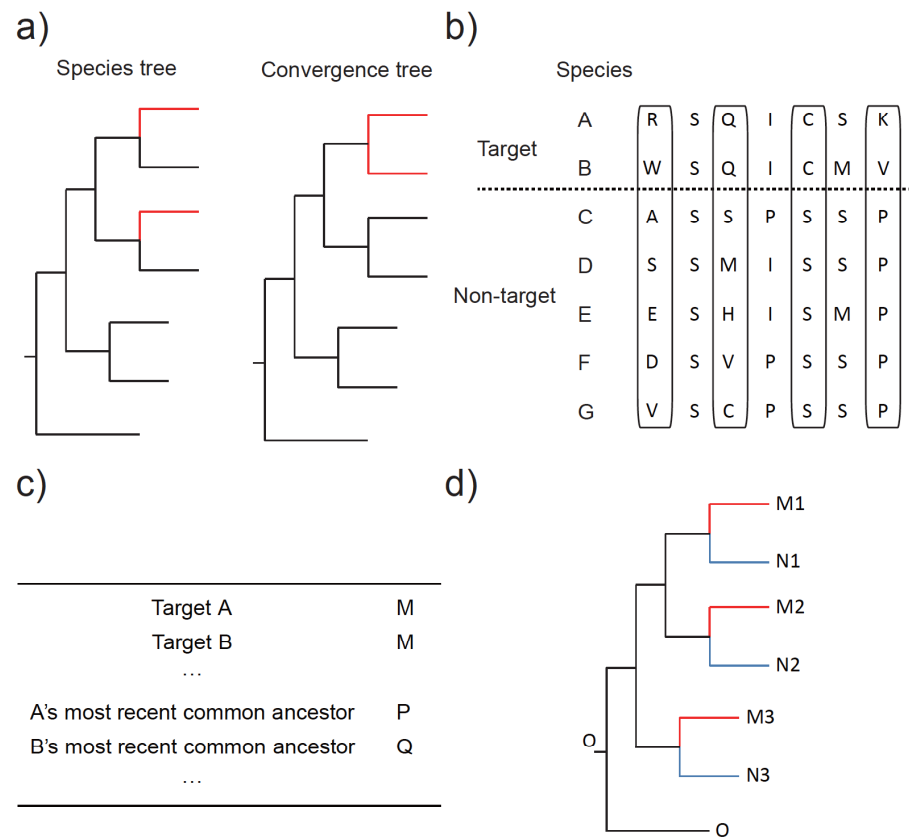 a)
Species tree
Convergence tree
b)
Species
Target
Non-target
A R S Q I C S K
B W S Q I C M V
C A S S P S S P
D S S M I S S P
E E S H I S M P
F D S V P S S P
G V S C P S S P
c)
Target A M
Target B M
...
A's most recent common ancestor P
B's most recent common ancestor Q
...
d)
M1
N1
M2
N2
M3
N3
O
O